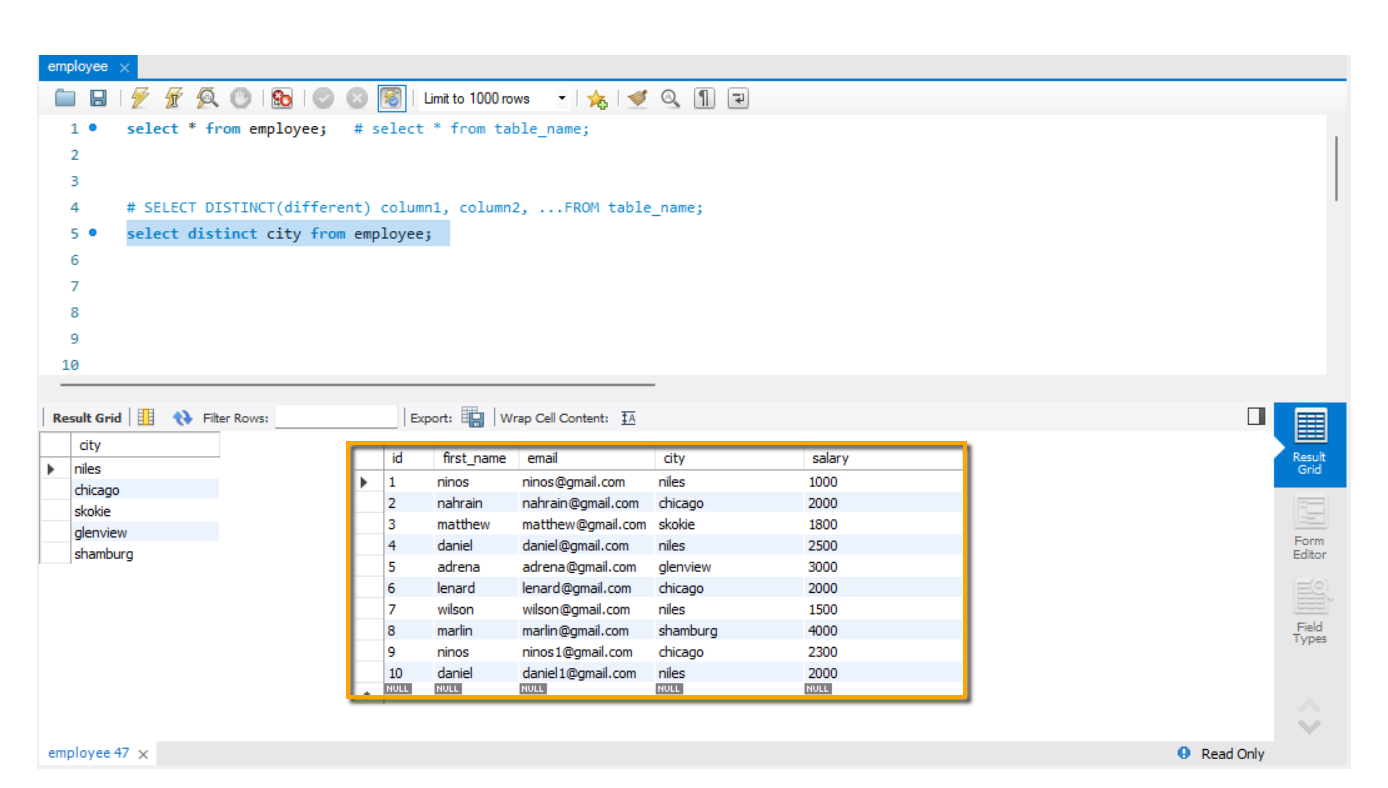 employee ×
Limit to 1000 rows
1 select * from employee; # select * from table_name;
2
3
4 # SELECT DISTINCT(different) column1, column2, ...FROM table_name;
5 select distinct city from employee;
6
7
8
9
10
Result Grid Filter Rows: Export: Wrap Cell Content: IA
city
niles
chicago
skokie
glenview
shamburg
id first_name email city salary
1 ninos ninos@gmail.com niles 1000
2 nahrain nahrain@gmail.com chicago 2000
3 matthew matthew@gmail.com skokie 1800
4 daniel daniel@gmail.com niles 2500
5 adrena adrena@gmail.com glenview 3000
6 lenard lenard@gmail.com chicago 2000
7 wilson wilson@gmail.com niles 1500
8 marlin marlin@gmail.com shamburg 4000
9 ninos ninos1@gmail.com chicago 2300
10 daniel daniel1@gmail.com niles 2000
NULL NULL NULL NULL NULL
Result
Grid
Form
Editor
Field
Types
employee 47 ×
Read Only